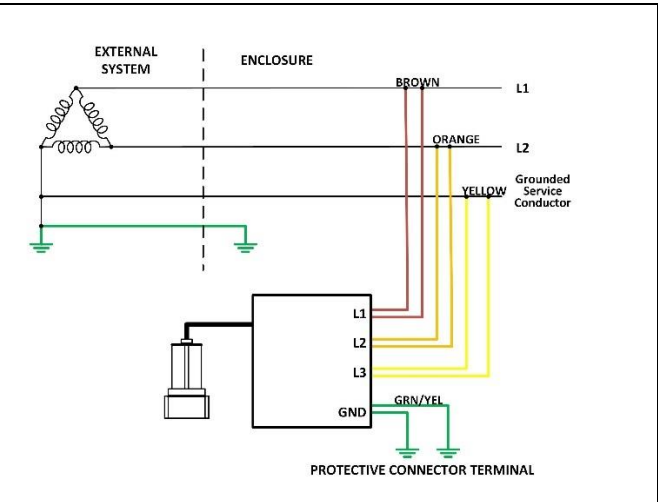 EXTERNAL
SYSTEM
ENCLOSURE
BROWN
L1
ORANGE
L2
YELLOW
Grounded
Service
Conductor
L1
L2
L3
GRN/YEL
GND
PROTECTIVE CONNECTOR TERMINAL